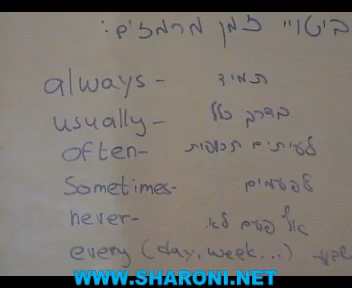 ביטויי זמן מרמזים:
always- תמיד
usually- בדרך כלל
often- לעיתים תכופות
Sometimes- לפעמים
never- אף פעם לא.
every (day, week...)
WWW.SHARONI.NET